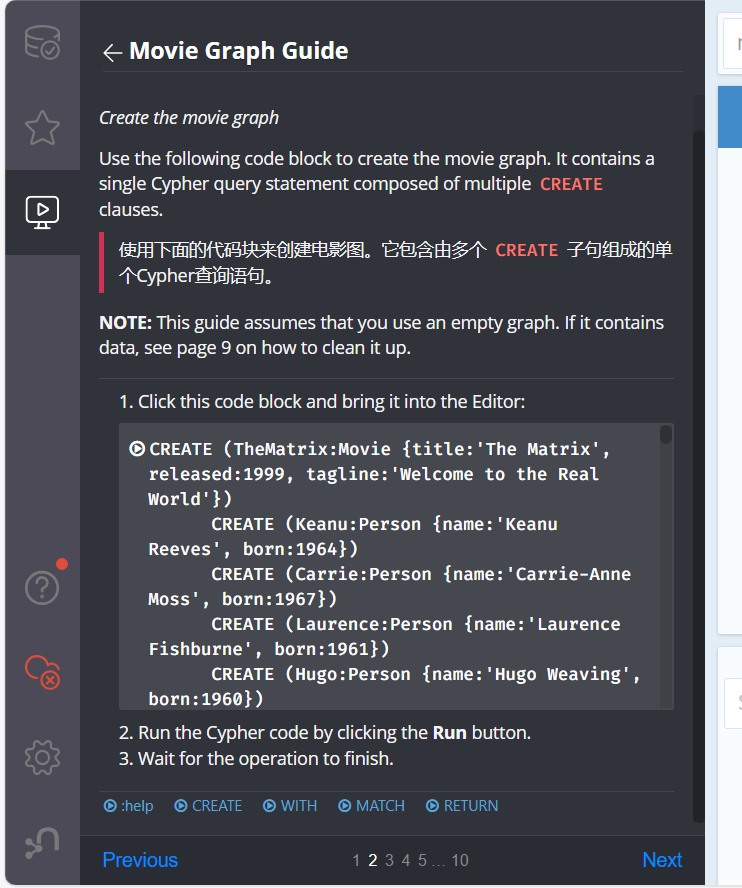 Movie Graph Guide
Create the movie graph
Use the following code block to create the movie graph. It contains a
single Cypher query statement composed of multiple CREATE
clauses.
使用下面的代码块来创建电影图。它包含由多个 CREATE 子句组成的单
个Cypher查询语句。
NOTE: This guide assumes that you use an empty graph. If it contains
data, see page 9 on how to clean it up.
1. Click this code block and bring it into the Editor:
CREATE (TheMatrix:Movie {title:'The Matrix',
released:1999, tagline:'Welcome to the Real
World'})
CREATE (Keanu:Person {name:'Keanu
Reeves', born:1964})
CREATE (Carrie:Person {name:'Carrie-Anne
Moss', born:1967})
CREATE (Laurence:Person {name:'Laurence
Fishburne', born:1961})
CREATE (Hugo:Person {name:'Hugo Weaving',
born:1960})
2. Run the Cypher code by clicking the Run button.
3. Wait for the operation to finish.
:help CREATE WITH MATCH RETURN
Previous 1 2 3 4 5 ... 10 Next